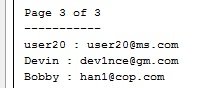 Page 3 of 3
-----------
user20 : user20@ms.com
Devin : dev1nce@gm.com
Bobby : han1@cop.com